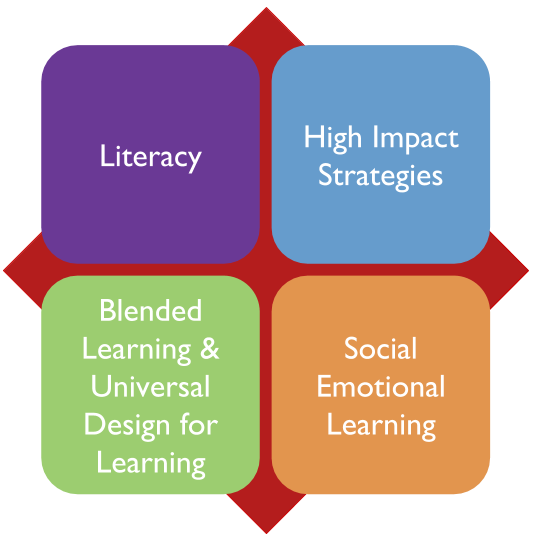 Literacy
High Impact
Strategies
Blended
Learning &
Universal
Design for
Learning
Social
Emotional
Learning